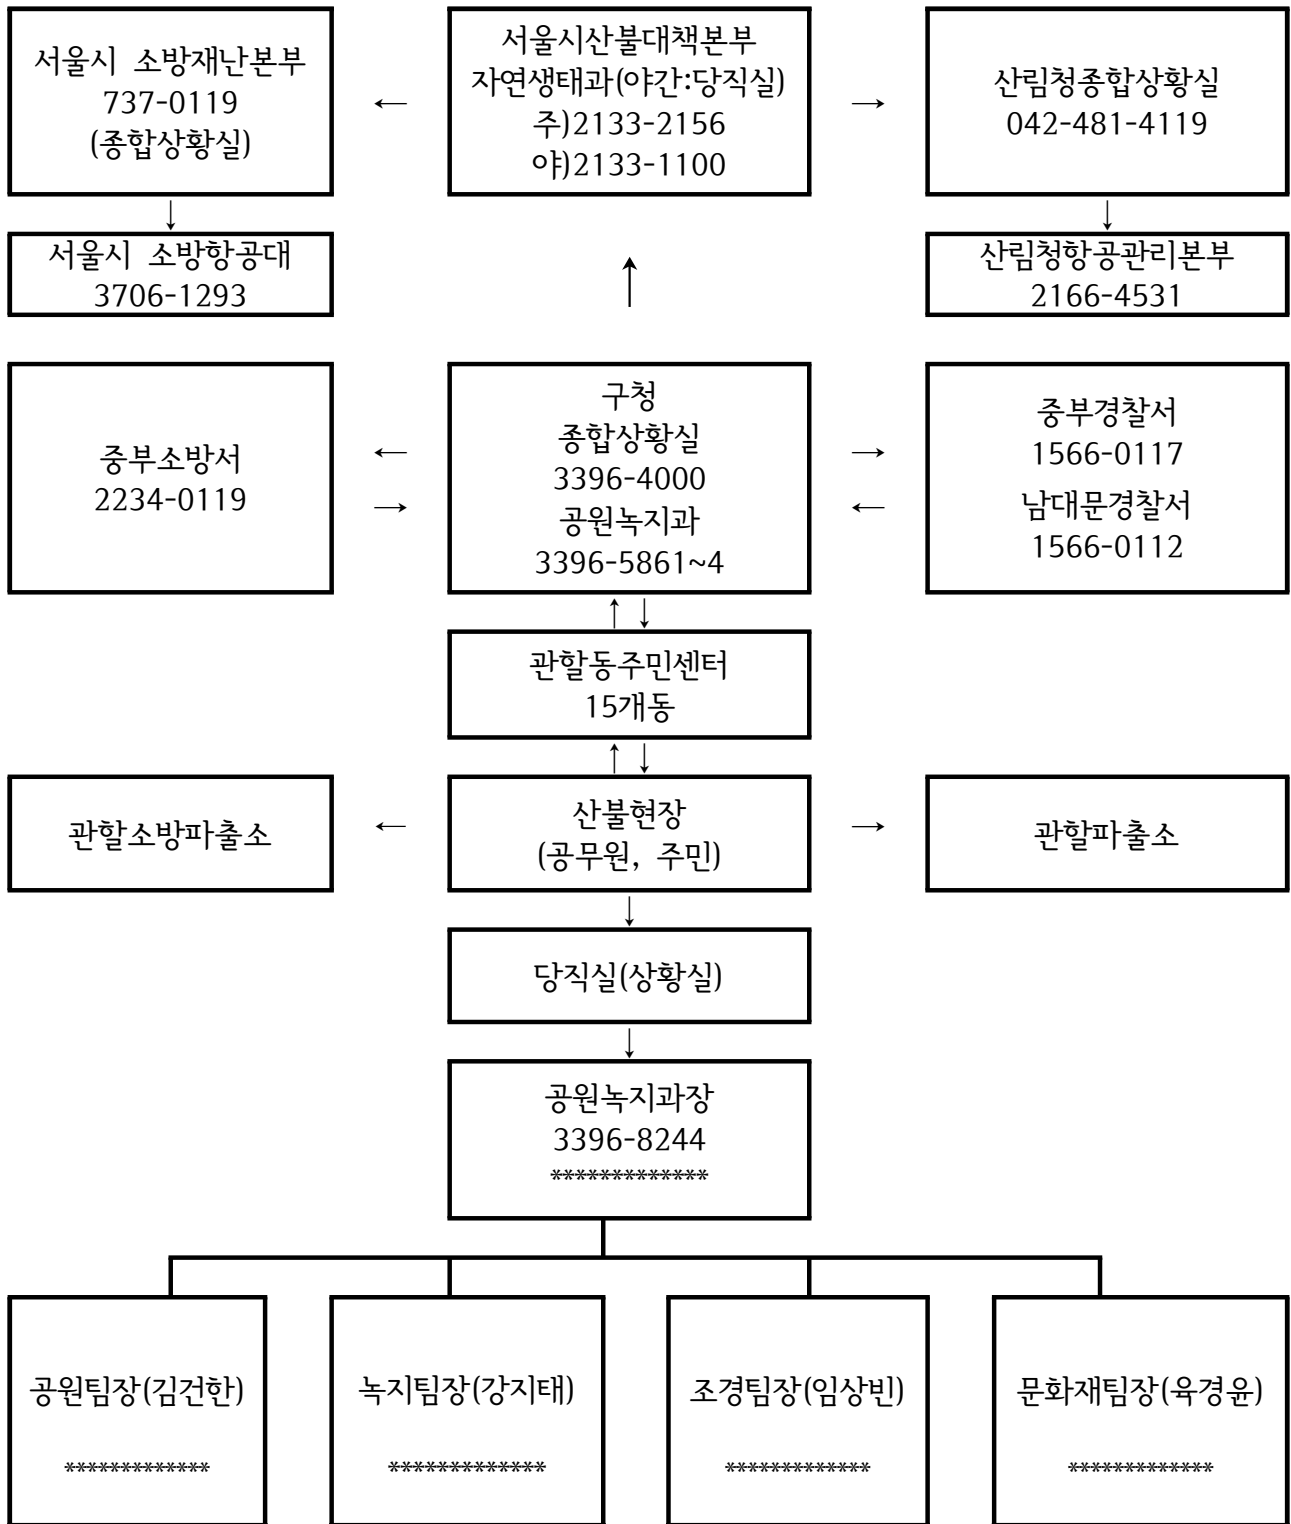 서울시 소방재난본부
737-0119
(종합상황실)
←
서울시산불대책본부
자연생태과(야간:당직실)
주)2133-2156
야)2133-1100
→
산림청종합상황실
042-481-4119
↓
↓
서울시 소방항공대
3706-1293
↑
산림청항공관리본부
2166-4531
중부소방서
2234-0119
←
→
구청
종합상황실
3396-4000
공원녹지과
3396-5861~4
→
←
중부경찰서
1566-0117
남대문경찰서
1566-0112
↑ ↓
관할동주민센터
15개동
↑ ↓
관할소방파출소
←
산불현장
(공무원, 주민)
→
관할파출소
↓
당직실(상황실)
↓
공원녹지과장
3396-8244
*************
공원팀장(김건한)
*************
녹지팀장(강지태)
*************
조경팀장(임상빈)
*************
문화재팀장(육경윤)
*************